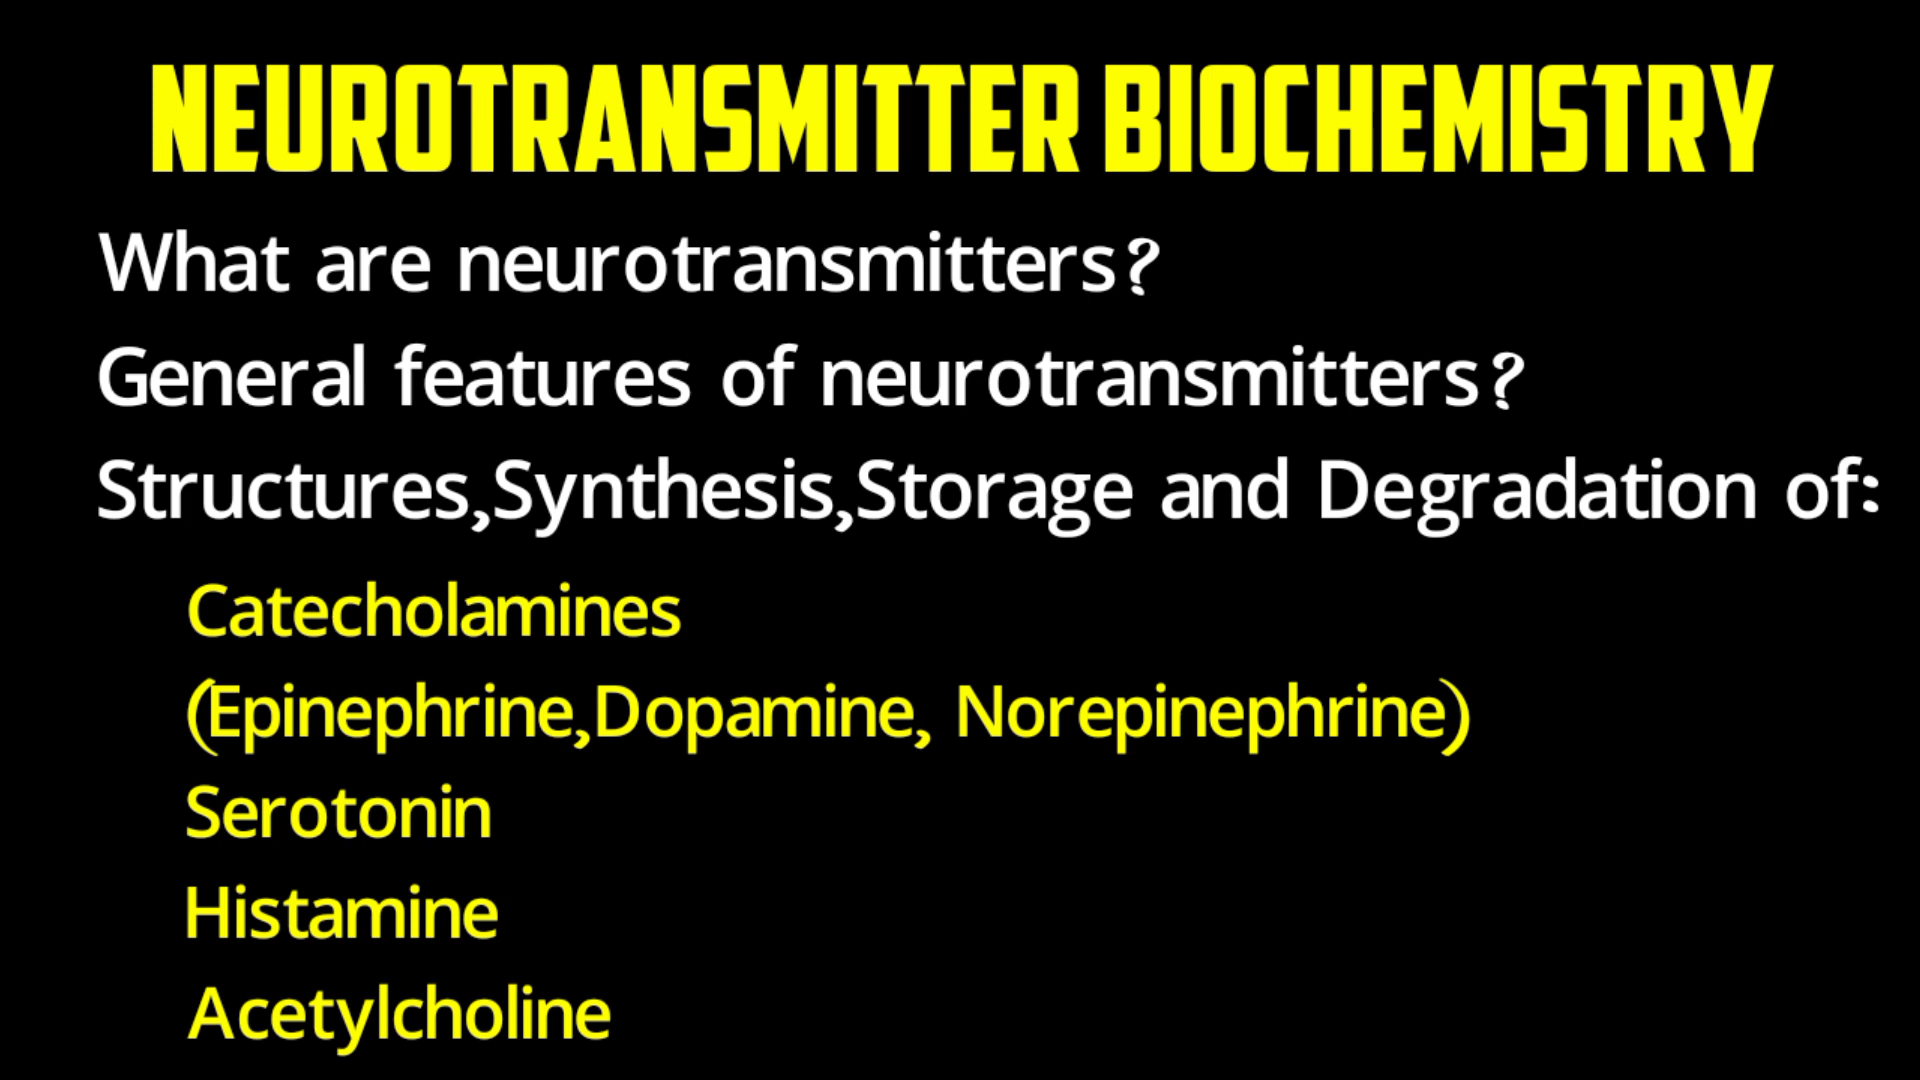 NEUROTRANSMITTER BIOCHEMISTRY
What are neurotransmitters?
General features of neurotransmitters?
Structures,Synthesis,Storage and Degradation of:
Catecholamines
(Epinephrine,Dopamine, Norepinephrine)
Serotonin
Histamine
Acetylcholine